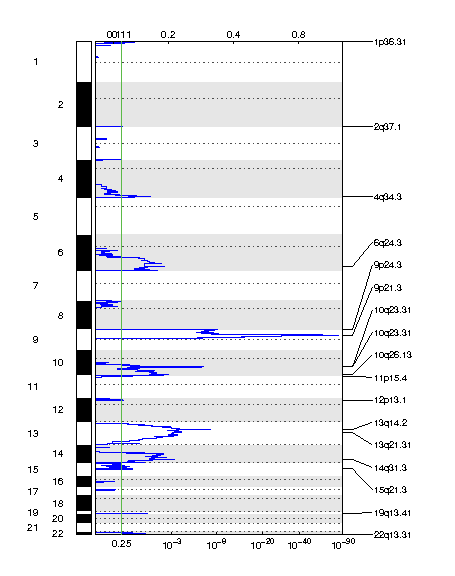 00111 0.2 0.4 0.8
1p36.31
1
2
2q37.1
3
4
4q34.3
5
6q24.3
6
9p24.3
7
9p21.3
8
10q23.31
9
10q23.31
10
10q26.13
11p15.4
11
12p13.1
12
13q14.2
13
13q21.31
14
14q31.3
15
15q21.3
16
17
18
19
19q13.41
20
21
22
22q13.31
0.25 10⁻³ 10⁻⁹ 10⁻²⁰ 10⁻⁴⁰ 10⁻⁹⁰